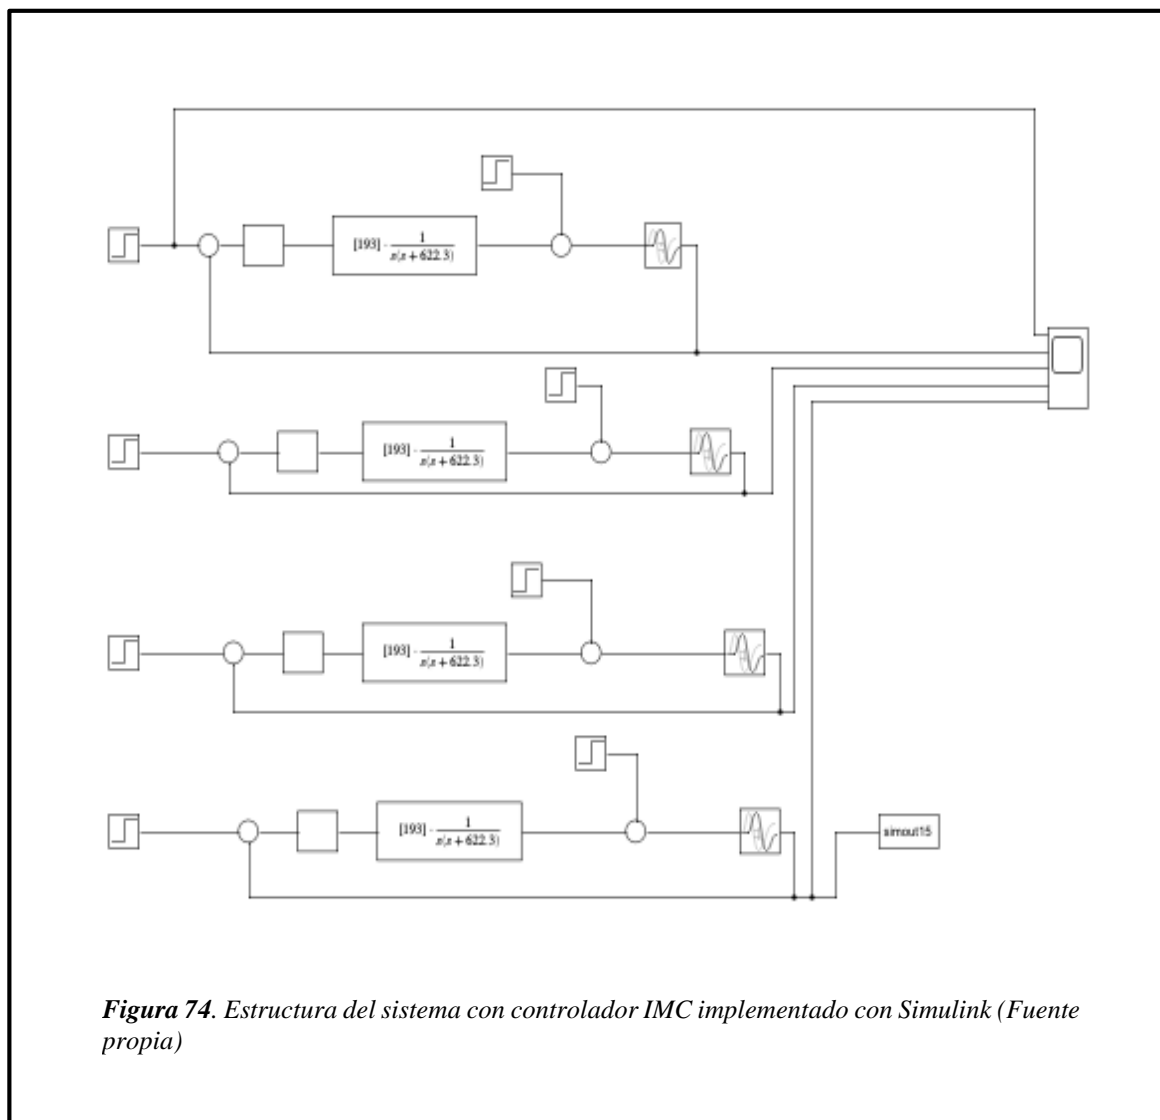 [193] · 1
s(s + 622.3)
[193] · 1
s(s + 622.3)
[193] · 1
s(s + 622.3)
[193] · 1
s(s + 622.3)
simout15
Figura 74. Estructura del sistema con controlador IMC implementado con Simulink (Fuente
propia)